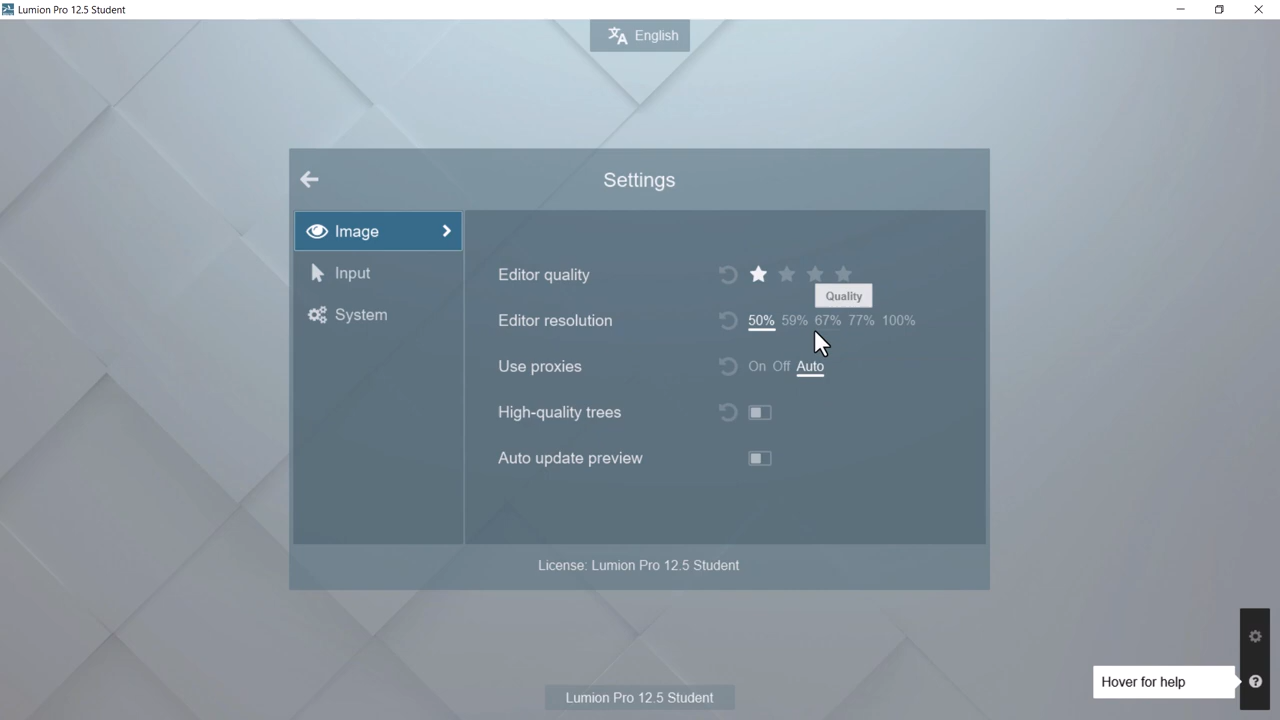 Lumion Pro 12.5 Student
English
Settings
Image
Input
System
Editor quality
Quality
Editor resolution 50% 59% 67% 77% 100%
Use proxies On Off Auto
High-quality trees
Auto update preview
License: Lumion Pro 12.5 Student
Hover for help
Lumion Pro 12.5 Student